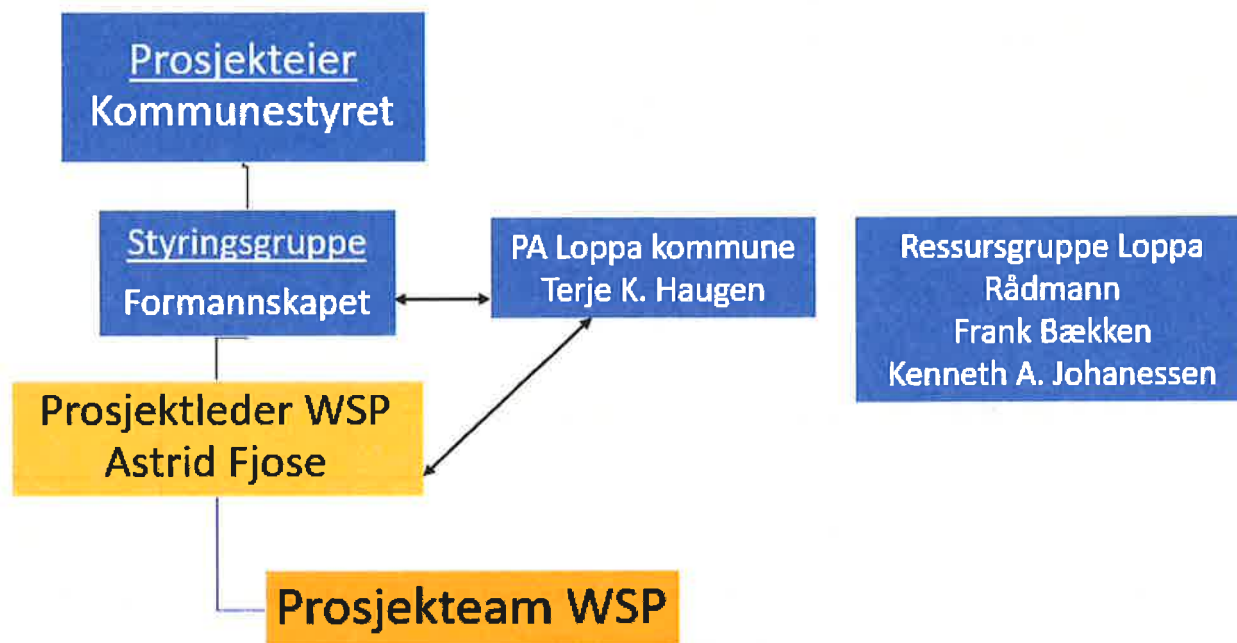 Prosjekteier
Kommunestyret
Styringsgruppe
Formannskapet
PA Loppa kommune
Terje K. Haugen
Ressursgruppe Loppa
Rådmann
Frank Bækken
Kenneth A. Johanessen
Prosjektleder WSP
Astrid Fjose
Prosjekteam WSP